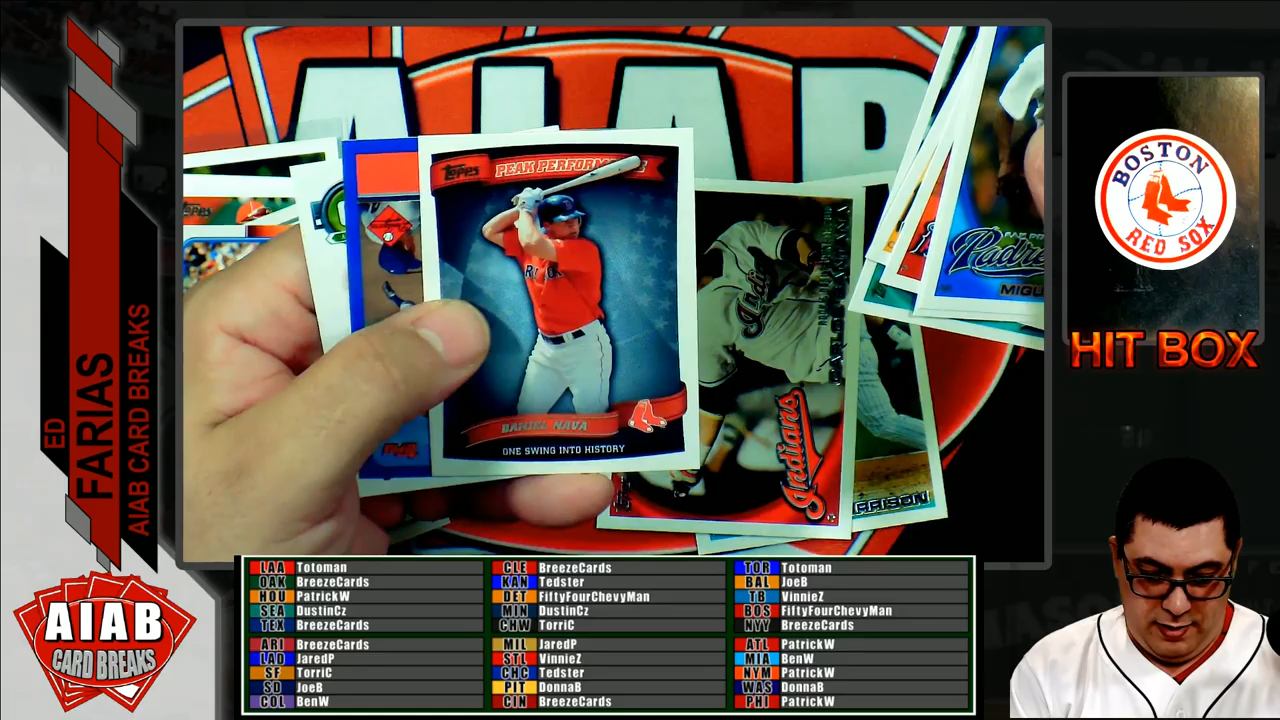 ED
FARIAS
AIAB CARD BREAKS
AIAB
CARD BREAKS
AIAB
Topps
PEAK PERFORMANCE
DANIEL NAVA
ONE SWING INTO HISTORY
Indians
Indians
ARRISON
Padres
MIGU
BOSTON
RED SOX
HIT BOX
LAA Totoman
OAK BreezeCards
HOU PatrickW
SEA DustinCz
TEX BreezeCards
ARI BreezeCards
LAD JaredP
SF TorriC
SD JoeB
COL BenW
CLE BreezeCards
KAN Tedster
DET FiftyFourChevyMan
MIN DustinCz
CHW TorriC
MIL JaredP
STL VinnieZ
CHC Tedster
PIT DonnaB
CIN BreezeCards
TOR Totoman
BAL JoeB
TB VinnieZ
BOS FiftyFourChevyMan
NYY BreezeCards
ATL PatrickW
MIA BenW
NYM PatrickW
WAS DonnaB
PHI PatrickW